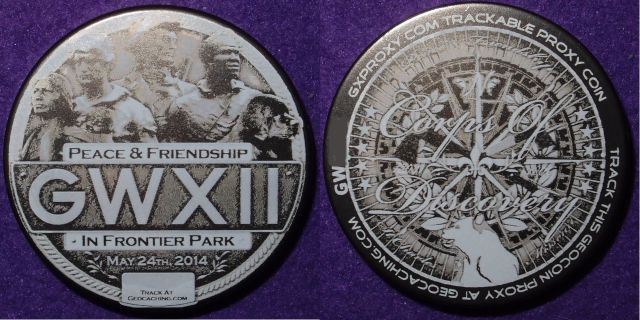 PEACE & FRIENDSHIP
GWXII
IN FRONTIER PARK
MAY 24TH, 2014
TRACK AT
GEOCACHING.COM
GXPROXY.COM TRACKABLE PROXY COIN
Corps Of
Discovery
GW
TRACK THIS GEOCOIN PROXY AT GEOCACHING.COM